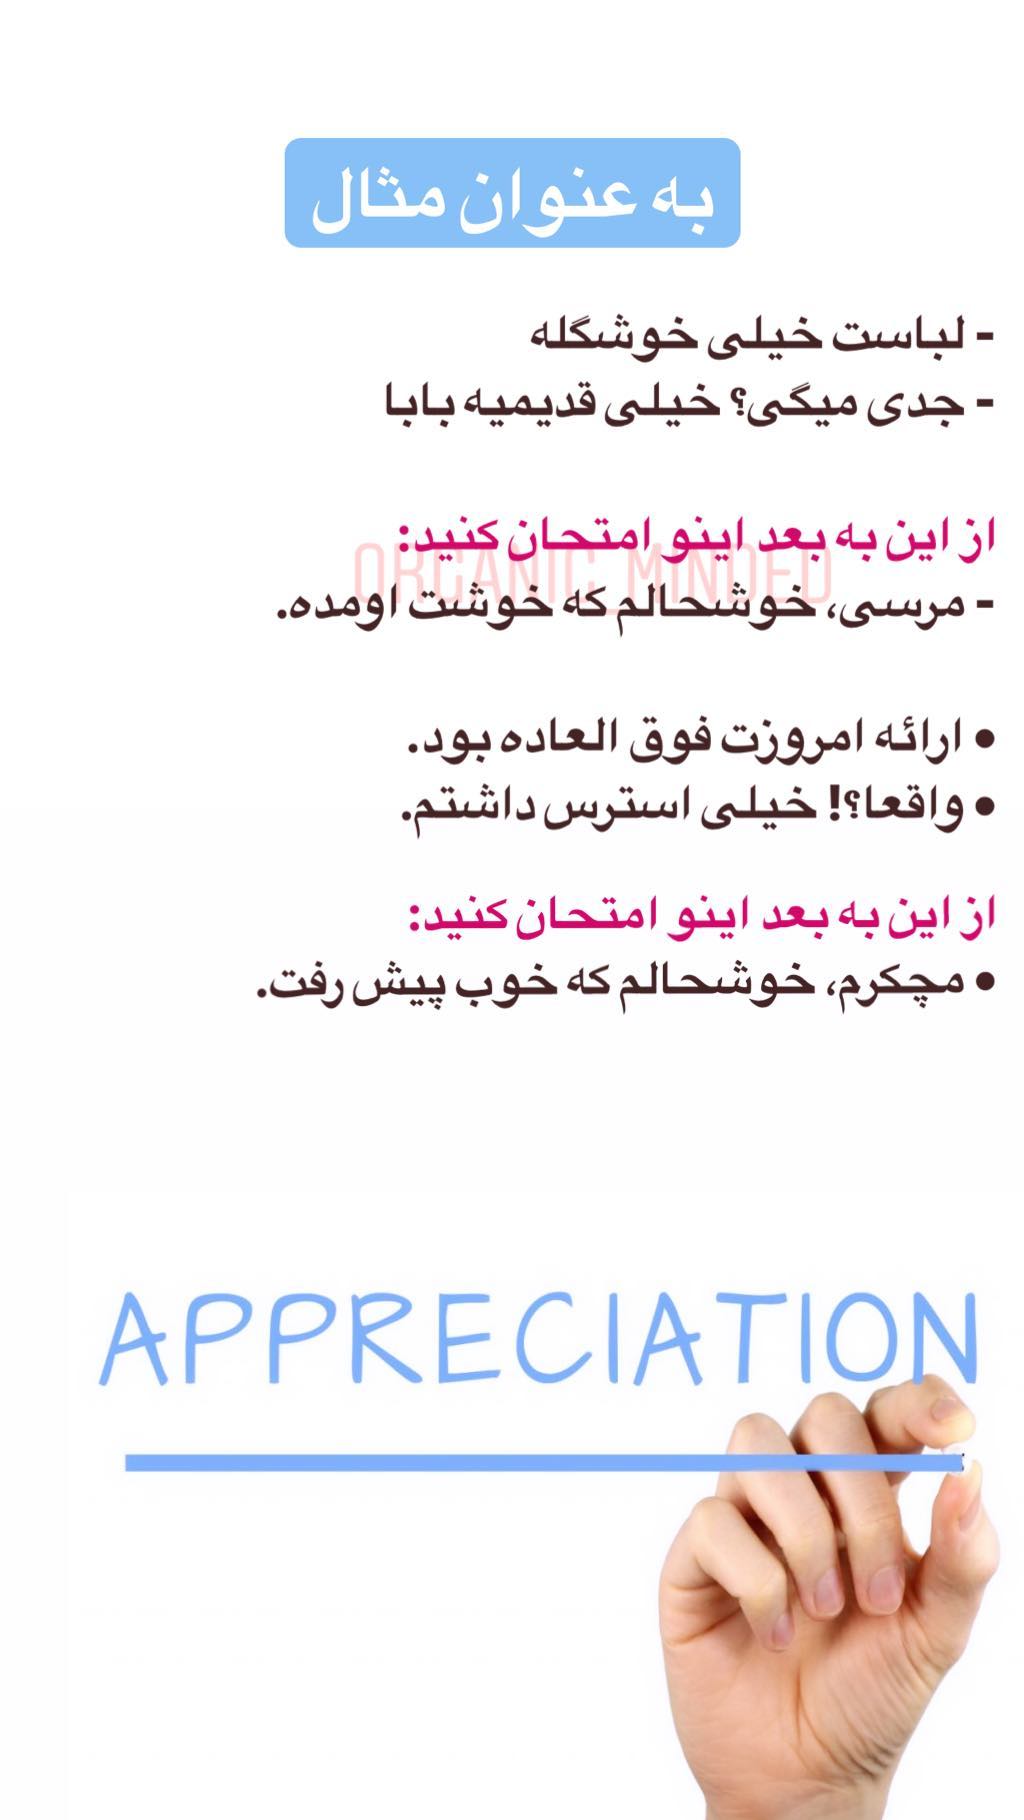 به عنوان مثال
- لباست خیلی خوشگله
- جدی میگی؟ خیلی قدیمیه بابا
از این به بعد اینو امتحان کنید:
ORGANIC_MINDED
- مرسی، خوشحالم که خوشت اومده.
• ارائه امروزت فوق العاده بود.
• واقعا؟! خیلی استرس داشتم.
از این به بعد اینو امتحان کنید:
• مچکرم، خوشحالم که خوب پیش رفت.
APPRECIATION